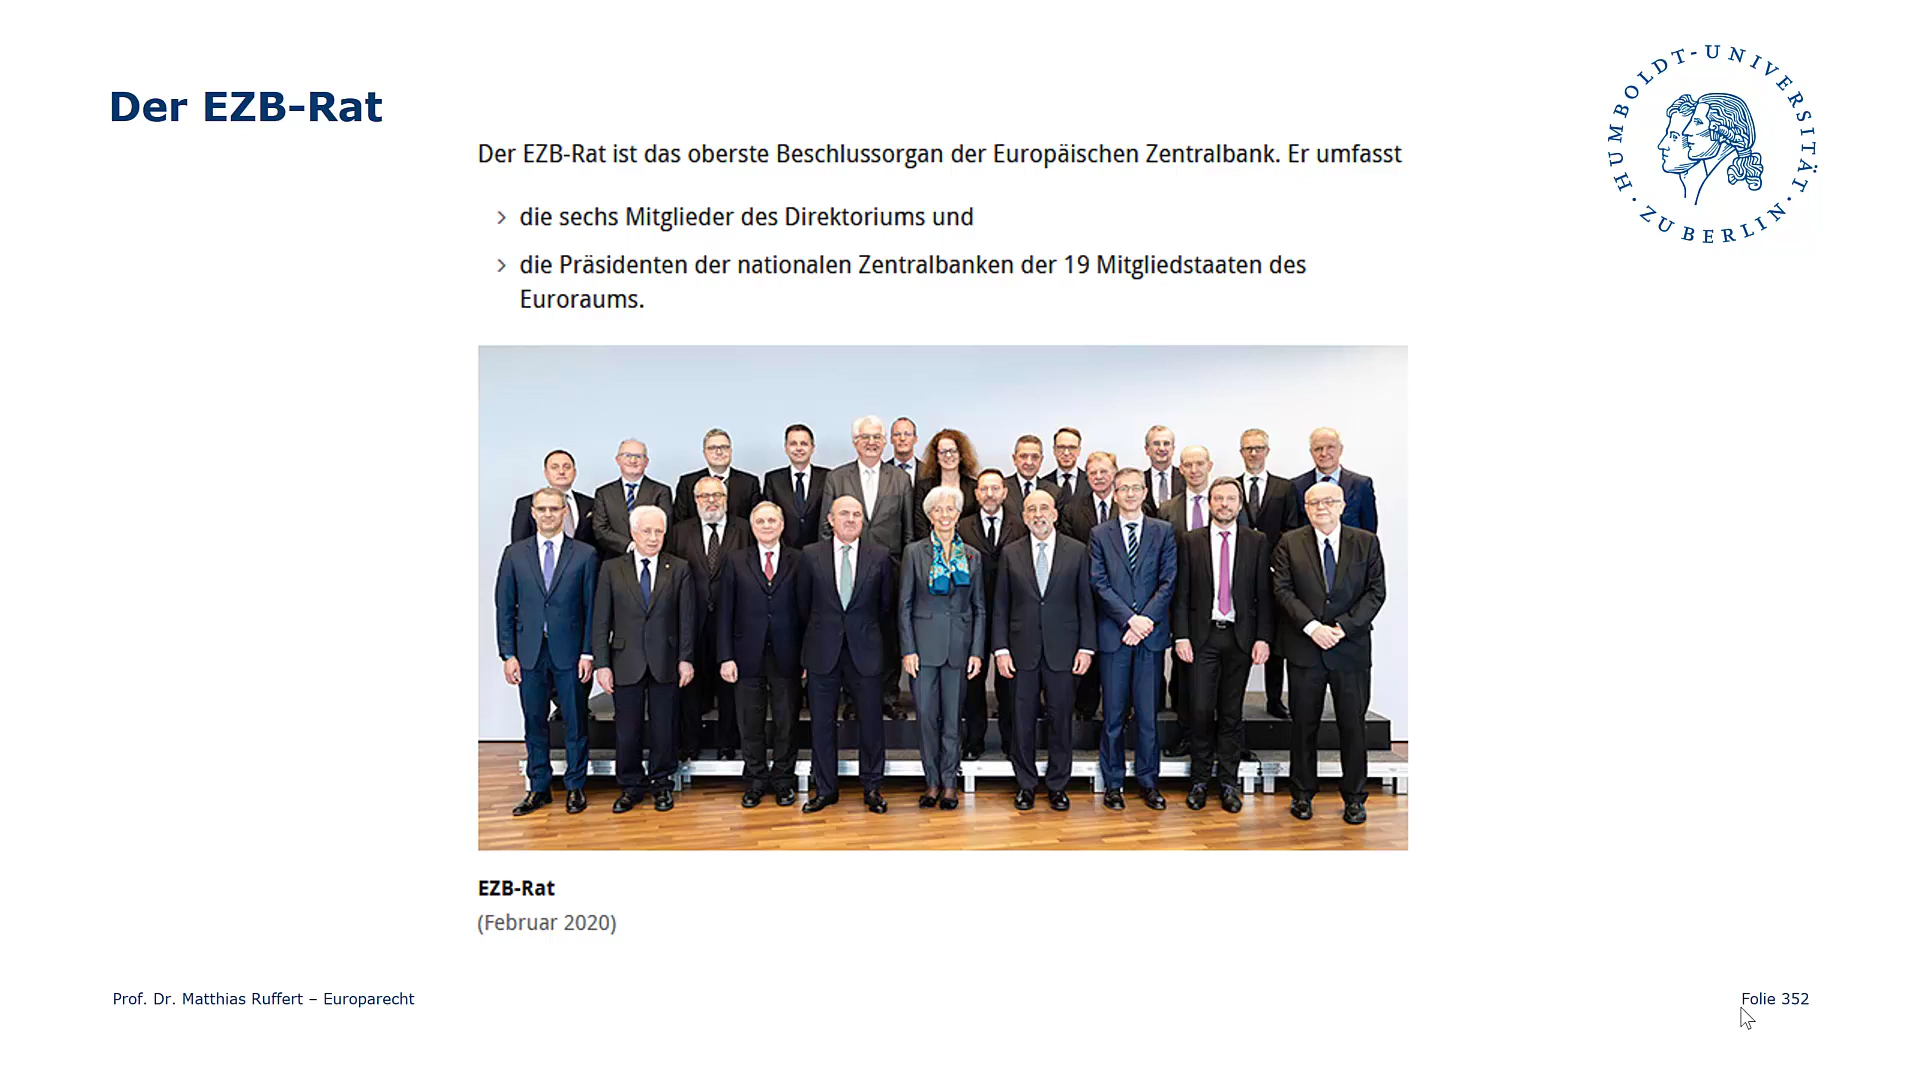 Der EZB-Rat
HUMBOLDT-UNIVERSITÄT · ZU BERLIN ·
Der EZB-Rat ist das oberste Beschlussorgan der Europäischen Zentralbank. Er umfasst
› die sechs Mitglieder des Direktoriums und
› die Präsidenten der nationalen Zentralbanken der 19 Mitgliedstaaten des
Euroraums.
EZB-Rat
(Februar 2020)
Prof. Dr. Matthias Ruffert – Europarecht
Folie 352